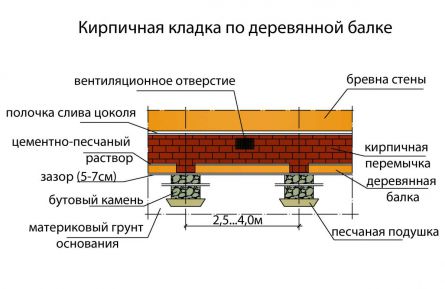 Кирпичная кладка по деревянной балке
вентиляционное отверстие
бревна стены
полочка слива цоколя
цементно-песчаный
раствор
кирпичная
перемычка
зазор (5-7см)
деревянная
балка
бутовый камень
материковый грунт
основания
2,5...4,0м
песчаная подушка